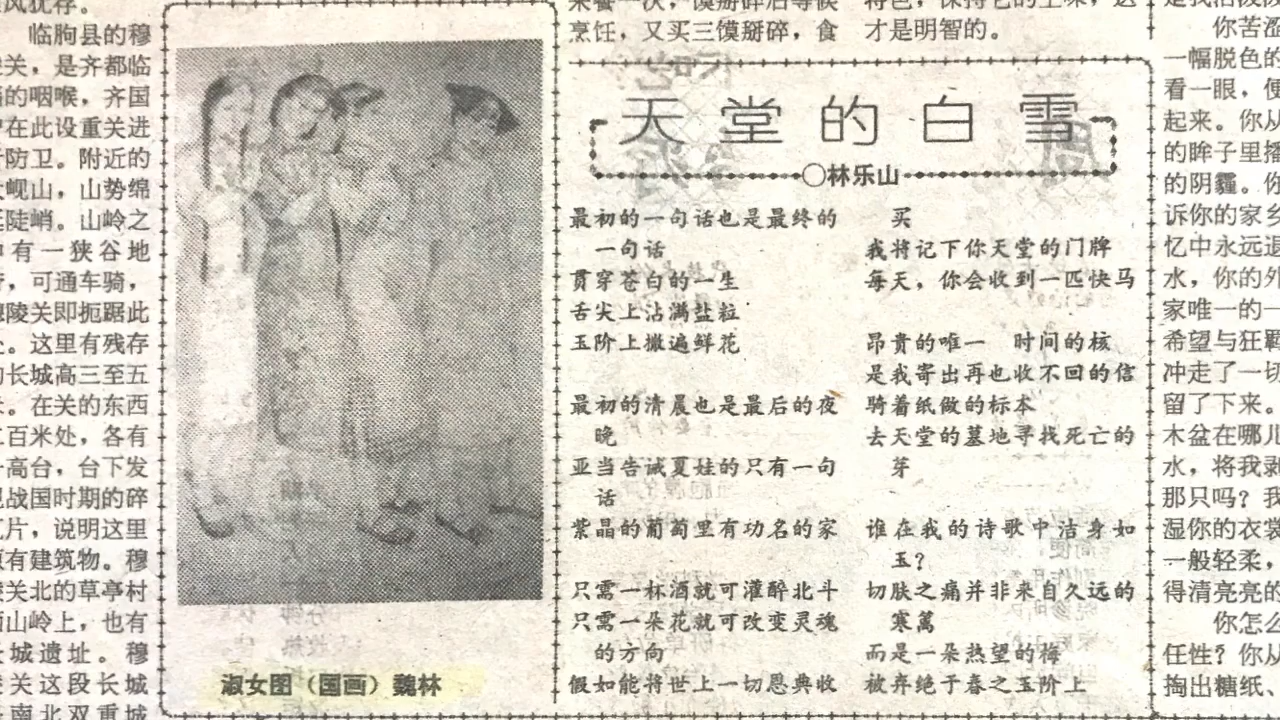 风犹存。
临朐县的穆
关，是齐都临
的咽喉，齐国
在此设重关进
防卫。附近的
岘山，山势绵
陡峭。山岭之
有一狭谷地
，可通车骑，
陵关即扼踞此
。这里有残存
长城高三至五
。在关的东西
百米处，各有
高台，台下发
战国时期的碎
片，说明这里
有建筑物。穆
关北的草亭村
山岭上，也有
城遗址。穆
关这段长城
南北双重城
淑女图（国画）魏林
烹饪，又买三馍掰碎，食
才是明智的。
天堂的白雪
○林乐山
最初的一句话也是最终的
一句话
贯穿苍白的一生
舌尖上沾满盐粒
玉阶上撒遍鲜花
最初的清晨也是最后的夜
晚
亚当告诫夏娃的只有一句
话
紫晶的葡萄里有功名的家
只需一杯酒就可灌醉北斗
只需一朵花就可改变灵魂
的方向
假如能将世上一切恩典收
买
我将记下你天堂的门牌
每天，你会收到一匹快马
昂贵的唯一　时间的核
是我寄出再也收不回的信
骑着纸做的标本
去天堂的墓地寻找死亡的
芽
谁在我的诗歌中洁身如
玉？
切肤之痛并非来自久远的
寒篱
而是一朵热望的梅
被弃绝于春之玉阶上
你苦涩
一幅脱色的
看一眼，便
起来。你从
的眸子里播
的阴霾。你
诉你的家乡
忆中永远退
水，你的外
家唯一的一
希望与狂羁
冲走了一切
留了下来。
木盆在哪儿
水，将我剥
那只吗？我
湿你的衣裳
一般轻柔，
得清亮亮的
你怎么
任性？你从
掏出糖纸、